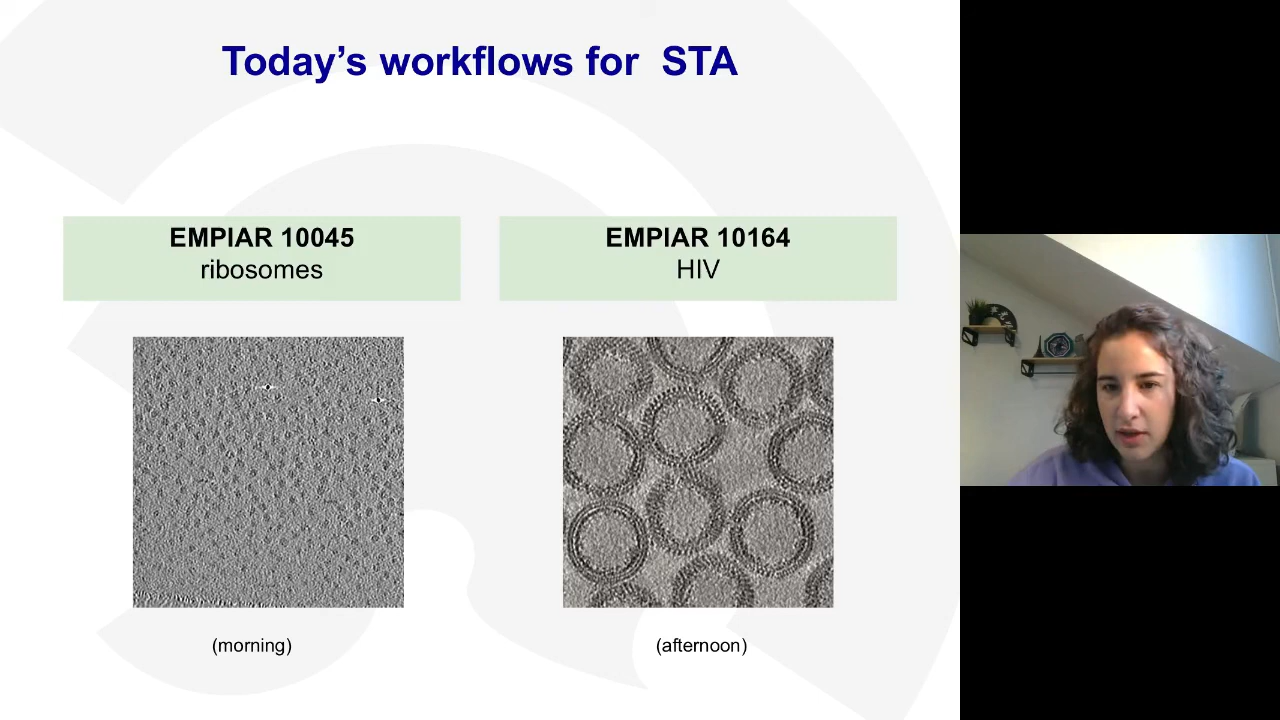 Today’s workflows for STA
EMPIAR 10045
ribosomes
EMPIAR 10164
HIV
(morning)
(afternoon)